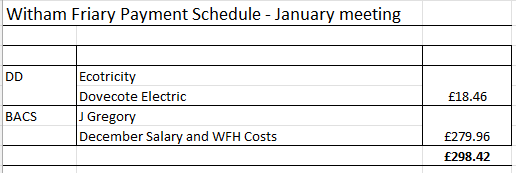 Witham Friary Payment Schedule - January meeting
DD Ecotricity
Dovecote Electric £18.46
BACS J Gregory
December Salary and WFH Costs £279.96
£298.42